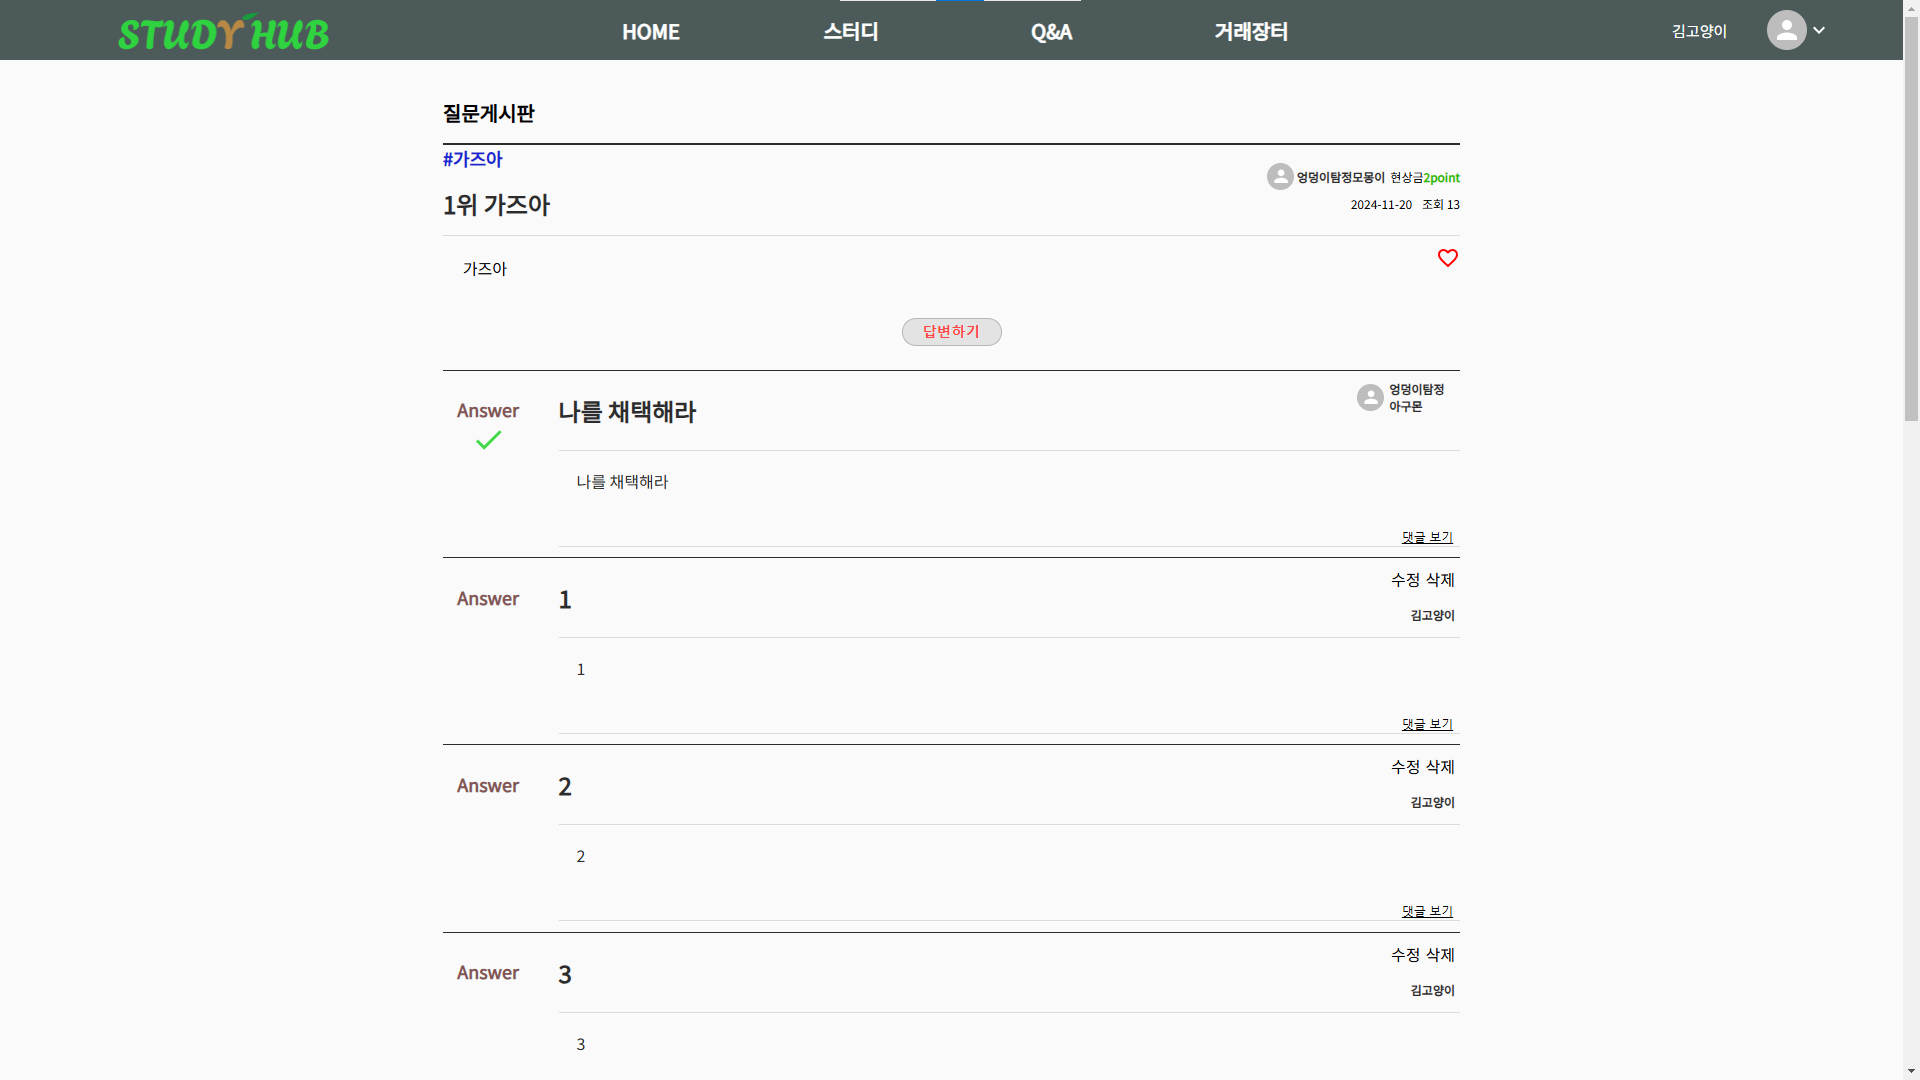 STUDY HUB HOME 스터디 Q&A 거래장터 김고양이
질문게시판
#가즈아
엉덩이탐정모몽이 현상금2point
1위 가즈아
2024-11-20 조회 13
가즈아
답변하기
Answer 나를 채택해라 엉덩이탐정
아구몬
나를 채택해라
댓글 보기
수정 삭제
Answer 1
김고양이
1
댓글 보기
수정 삭제
Answer 2
김고양이
2
댓글 보기
수정 삭제
Answer 3
김고양이
3